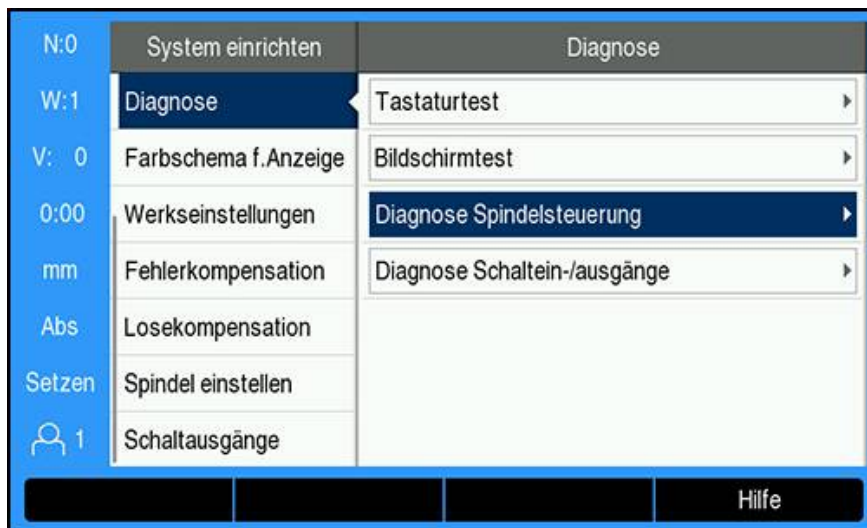 N:0
W:1
V: 0
0:00
mm
Abs
Setzen
1
System einrichten
Diagnose
Farbschema f.Anzeige
Werkseinstellungen
Fehlerkompensation
Losekompensation
Spindel einstellen
Schaltausgänge
Diagnose
Tastaturtest
Bildschirmtest
Diagnose Spindelsteuerung
Diagnose Schaltein-/ausgänge
Hilfe